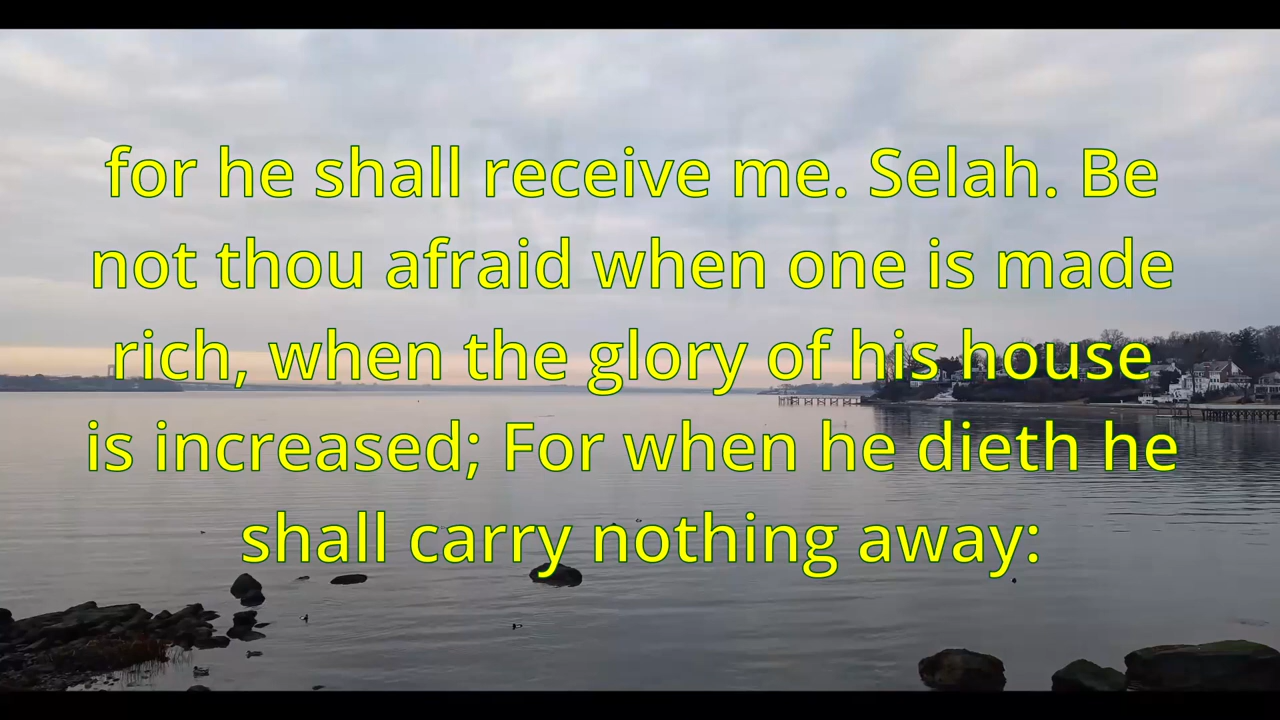 for he shall receive me. Selah. Be
not thou afraid when one is made
rich, when the glory of his house
is increased; For when he dieth he
shall carry nothing away: